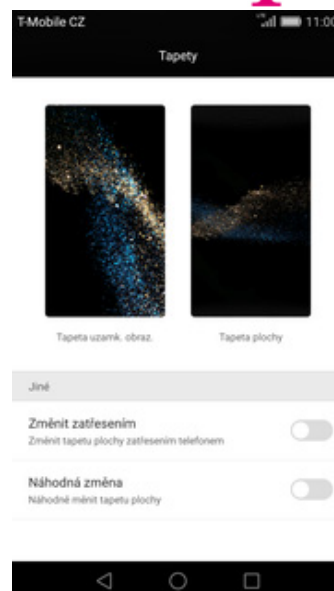 T-Mobile CZ 11:00
Tapety
Tapeta uzamk. obraz. Tapeta plochy
Jiné
Změnit zatřesením
Změnit tapetu plochy zatřesením telefonem
Náhodná změna
Náhodně měnit tapetu plochy